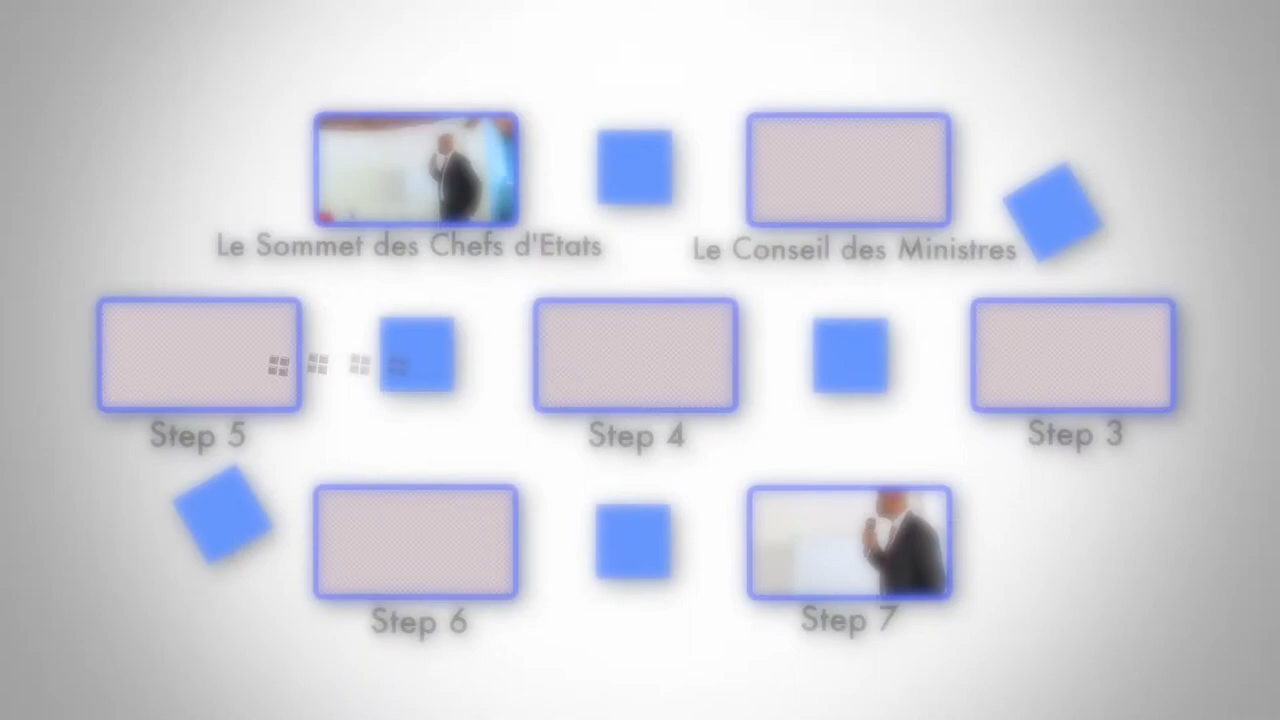 Le Sommet des Chefs d'Etats
Le Conseil des Ministres
Step 5
Step 4
Step 3
Step 6
Step 7